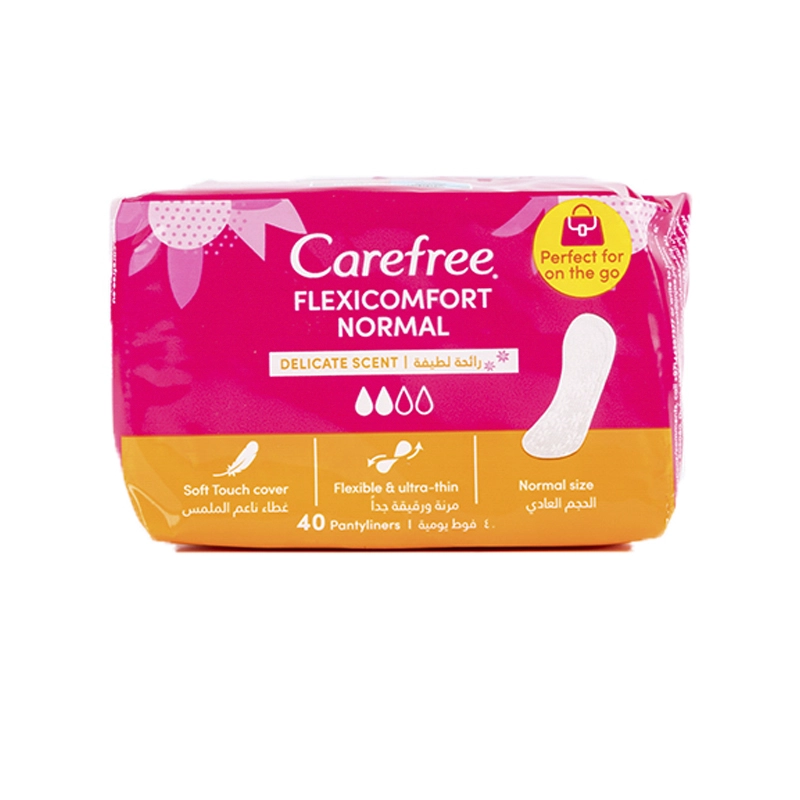 Carefree
Perfect for
on the go
FLEXICOMFORT
NORMAL
DELICATE SCENT | رائحة لطيفة
Soft Touch cover
غطاء ناعم الملمس
Flexible & ultra-thin
مرنة ورقيقة جداً
Normal size
الحجم العادي
40 Pantyliners | ٤٠ فوط يومية